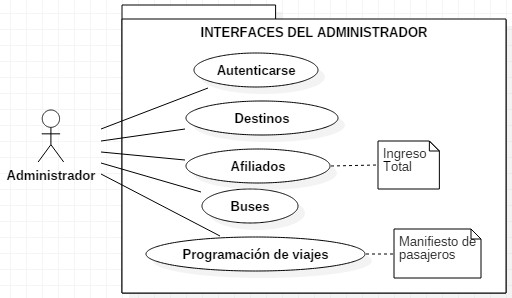 INTERFACES DEL ADMINISTRADOR
Autenticarse
Destinos
Afiliados
Ingreso
Total
Administrador
Buses
Programación de viajes
Manifiesto de
pasajeros